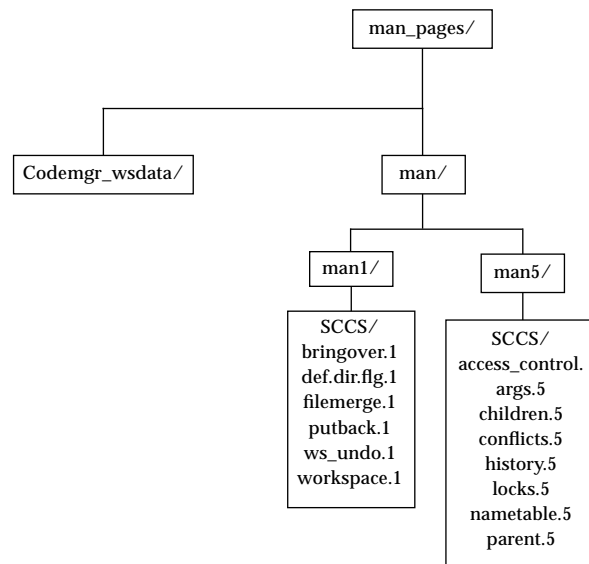 man_pages/
Codemgr_wsdata/
man/
man1/
man5/
SCCS/
bringover.1
def.dir.flg.1
filemerge.1
putback.1
ws_undo.1
workspace.1
SCCS/
access_control.
args.5
children.5
conflicts.5
history.5
locks.5
nametable.5
parent.5